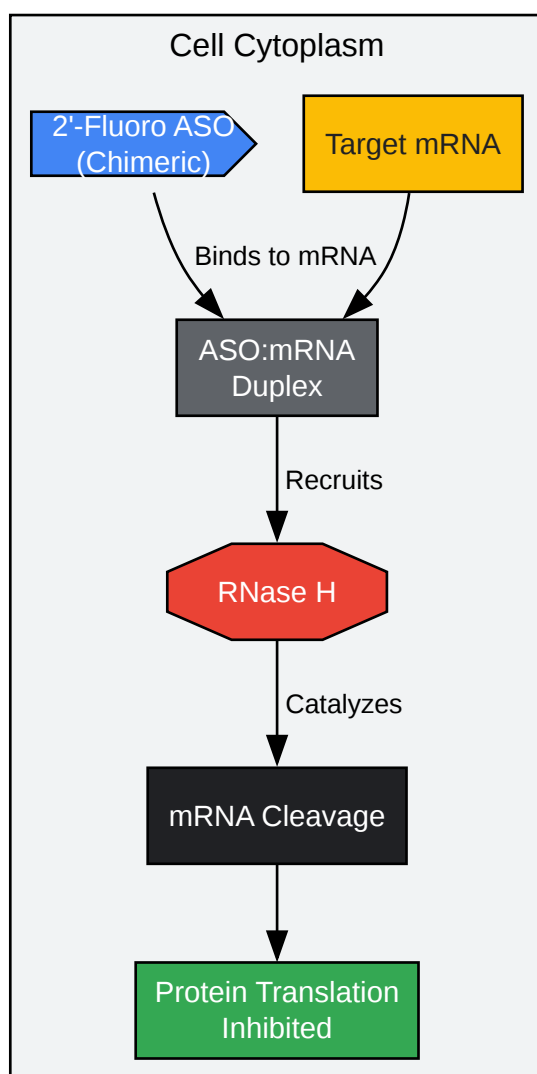 Cell Cytoplasm
2'-Fluoro ASO
(Chimeric)
Target mRNA
Binds to mRNA
ASO:mRNA
Duplex
Recruits
RNase H
Catalyzes
mRNA Cleavage
Protein Translation
Inhibited